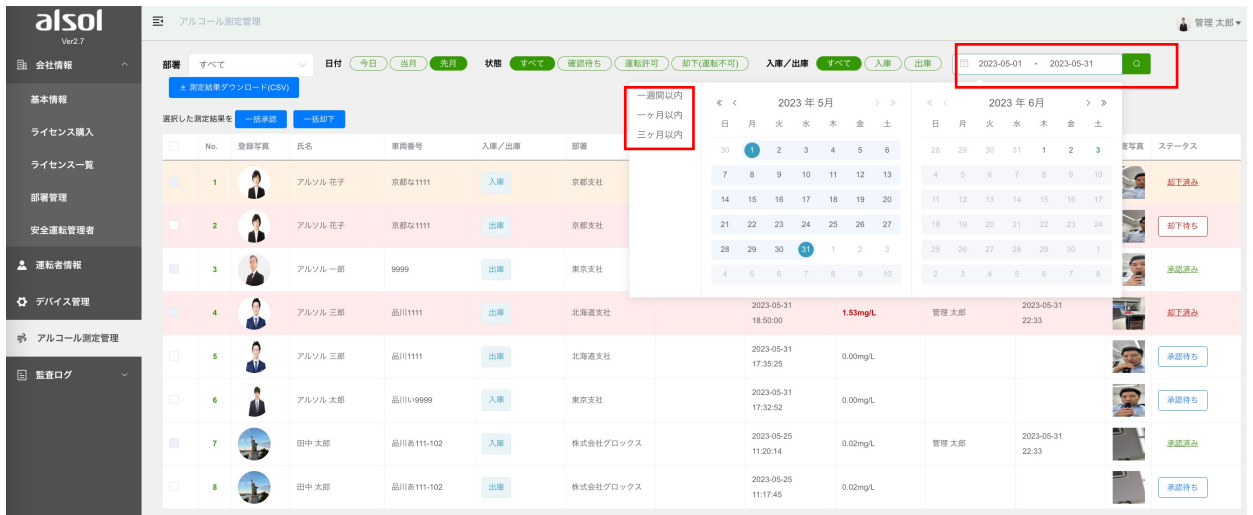 alsol
Ver2.7
会社情報
基本情報
ライセンス購入
ライセンス一覧
部署管理
安全運転管理者
運転者情報
デバイス管理
アルコール測定管理
監査ログ
アルコール測定管理
管理 太郎
部署 すべて 日付 今日 当月 先月 状態 すべて 確認待ち 運転許可 却下(運転不可) 入庫／出庫 すべて 入庫 出庫 2023-05-01 - 2023-05-31
測定結果ダウンロード(CSV)
選択した測定結果を 一括承認 一括却下
一週間以内
一ヶ月以内
三ヶ月以内
« ‹ 2023 年 5月 › »
日 月 火 水 木 金 土
30 1 2 3 4 5 6
7 8 9 10 11 12 13
14 15 16 17 18 19 20
21 22 23 24 25 26 27
28 29 30 31 1 2 3
4 5 6 7 8 9 10
« ‹ 2023 年 6月 › »
日 月 火 水 木 金 土
28 29 30 31 1 2 3
4 5 6 7 8 9 10
11 12 13 14 15 16 17
18 19 20 21 22 23 24
25 26 27 28 29 30 1
2 3 4 5 6 7 8
No. 登録写真 氏名 車両番号 入庫／出庫 部署 写真 ステータス
1 アルソル 花子 京都な1111 入庫 京都支社 却下済み
2 アルソル 花子 京都な1111 出庫 京都支社 却下待ち
3 アルソル 一郎 9999 出庫 東京支社 承認済み
4 アルソル 三郎 品川1111 出庫 北海道支社 2023-05-31 18:50:00 1.53mg/L 管理 太郎 2023-05-31 22:33 却下済み
5 アルソル 三郎 品川1111 出庫 北海道支社 2023-05-31 17:35:25 0.00mg/L 承認待ち
6 アルソル 太郎 品川い9999 入庫 東京支社 2023-05-31 17:32:52 0.00mg/L 承認待ち
7 田中 太郎 品川あ111-102 入庫 株式会社グロックス 2023-05-25 11:20:14 0.02mg/L 管理 太郎 2023-05-31 22:33 承認済み
8 田中 太郎 品川あ111-102 出庫 株式会社グロックス 2023-05-25 11:17:45 0.02mg/L 承認待ち